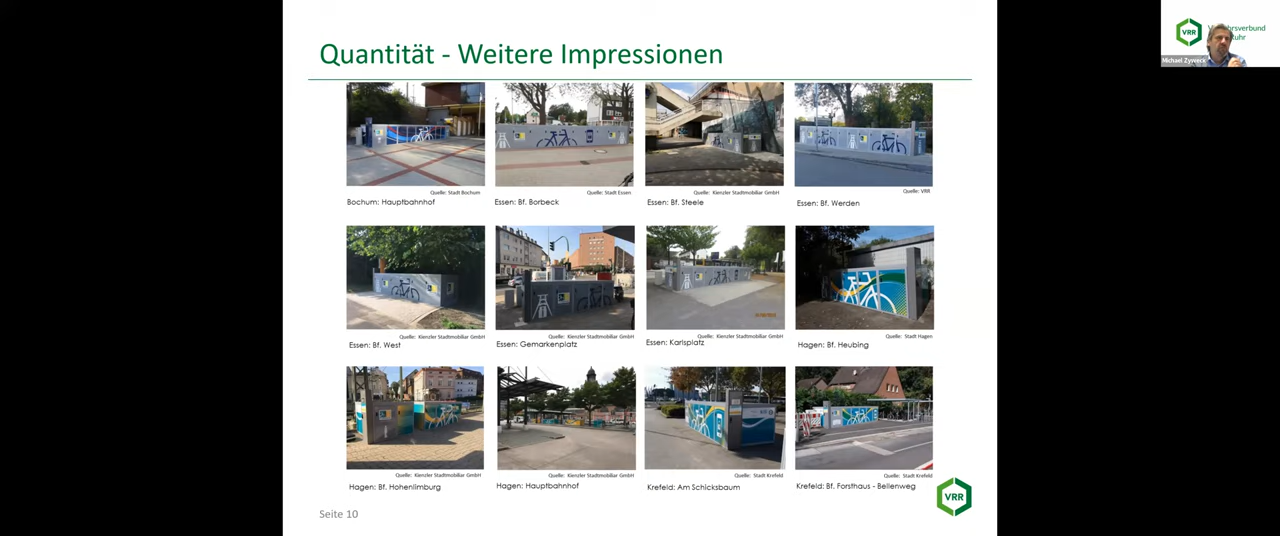 Quantität - Weitere Impressionen
VRR
Michael Zyweck
Quelle: Stadt Bochum
Bochum: Hauptbahnhof
Quelle: Stadt Essen
Essen: Bf. Borbeck
Quelle: Kienzler Stadtmobiliar GmbH
Essen: Bf. Steele
Quelle: VRR
Essen: Bf. Werden
Quelle: Kienzler Stadtmobiliar GmbH
Essen: Bf. West
Quelle: Kienzler Stadtmobiliar GmbH
Essen: Gemarkenplatz
Quelle: Kienzler Stadtmobiliar GmbH
Essen: Karlsplatz
Quelle: Stadt Hagen
Hagen: Bf. Heubing
Quelle: Kienzler Stadtmobiliar GmbH
Hagen: Bf. Hohenlimburg
Quelle: Kienzler Stadtmobiliar GmbH
Hagen: Hauptbahnhof
Quelle: Stadt Krefeld
Krefeld: Am Schicksbaum
Quelle: Stadt Krefeld
Krefeld: Bf. Forsthaus - Bellenweg
VRR
Seite 10